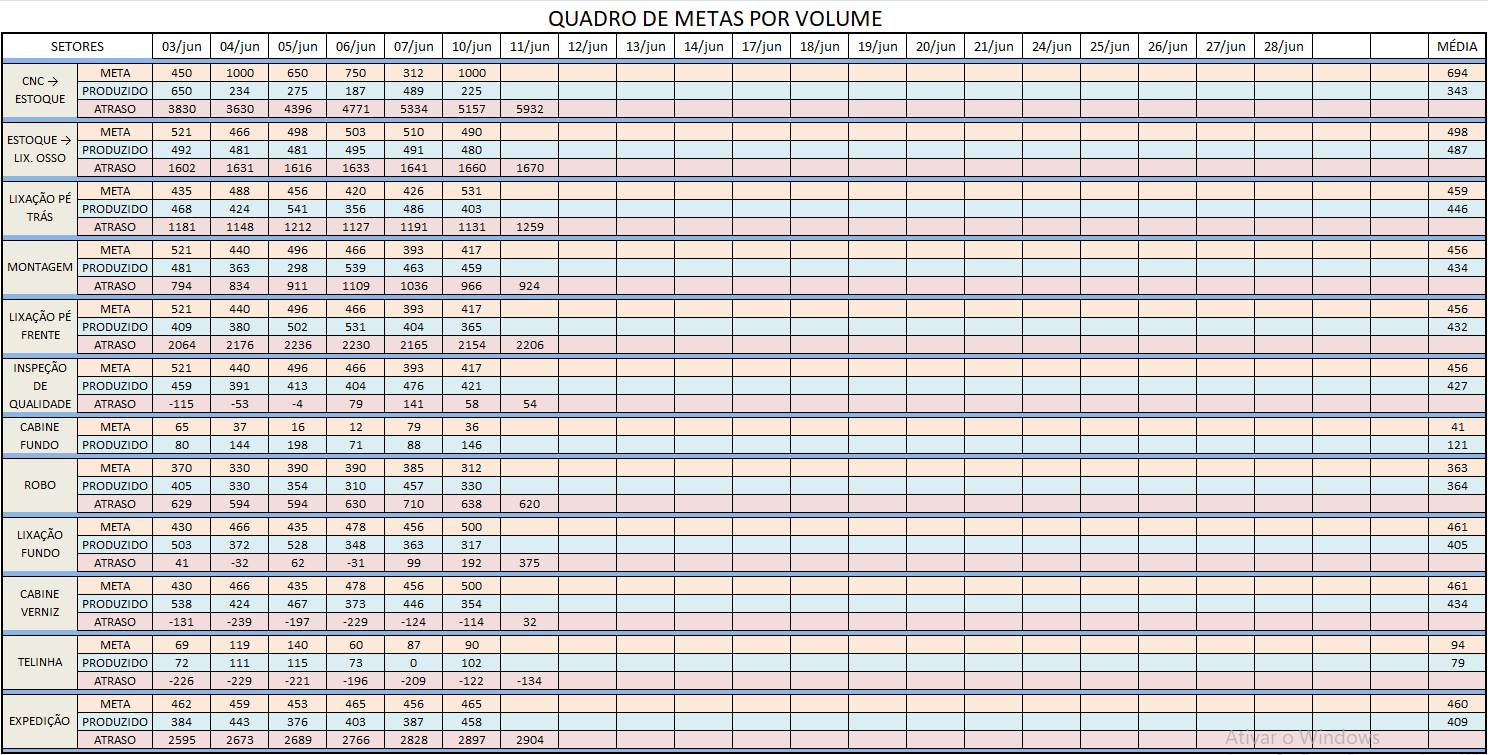 QUADRO DE METAS POR VOLUME
SETORES 03/jun 04/jun 05/jun 06/jun 07/jun 10/jun 11/jun 12/jun 13/jun 14/jun 17/jun 18/jun 19/jun 20/jun 21/jun 24/jun 25/jun 26/jun 27/jun 28/jun MÉDIA
CNC → ESTOQUE
META 450 1000 650 750 312 1000 694
PRODUZIDO 650 234 275 187 489 225 343
ATRASO 3830 3630 4396 4771 5334 5157 5932
ESTOQUE → LIX. OSSO
META 521 466 498 503 510 490 498
PRODUZIDO 492 481 481 495 491 480 487
ATRASO 1602 1631 1616 1633 1641 1660 1670
LIXAÇÃO PÉ TRÁS
META 435 488 456 420 426 531 459
PRODUZIDO 468 424 541 356 486 403 446
ATRASO 1181 1148 1212 1127 1191 1131 1259
MONTAGEM
META 521 440 496 466 393 417 456
PRODUZIDO 481 363 298 539 463 459 434
ATRASO 794 834 911 1109 1036 966 924
LIXAÇÃO PÉ FRENTE
META 521 440 496 466 393 417 456
PRODUZIDO 409 380 502 531 404 365 432
ATRASO 2064 2176 2236 2230 2165 2154 2206
INSPEÇÃO DE QUALIDADE
META 521 440 496 466 393 417 456
PRODUZIDO 459 391 413 404 476 421 427
ATRASO -115 -53 -4 79 141 58 54
CABINE FUNDO
META 65 37 16 12 79 36 41
PRODUZIDO 80 144 198 71 88 146 121
ROBO
META 370 330 390 390 385 312 363
PRODUZIDO 405 330 354 310 457 330 364
ATRASO 629 594 594 630 710 638 620
LIXAÇÃO FUNDO
META 430 466 435 478 456 500 461
PRODUZIDO 503 372 528 348 363 317 405
ATRASO 41 -32 62 -31 99 192 375
CABINE VERNIZ
META 430 466 435 478 456 500 461
PRODUZIDO 538 424 467 373 446 354 434
ATRASO -131 -239 -197 -229 -124 -114 32
TELINHA
META 69 119 140 60 87 90 94
PRODUZIDO 72 111 115 73 0 102 79
ATRASO -226 -229 -221 -196 -209 -122 -134
EXPEDIÇÃO
META 462 459 453 465 456 465 460
PRODUZIDO 384 443 376 403 387 458 409
ATRASO 2595 2673 2689 2766 2828 2897 2904
Ativar o Windows